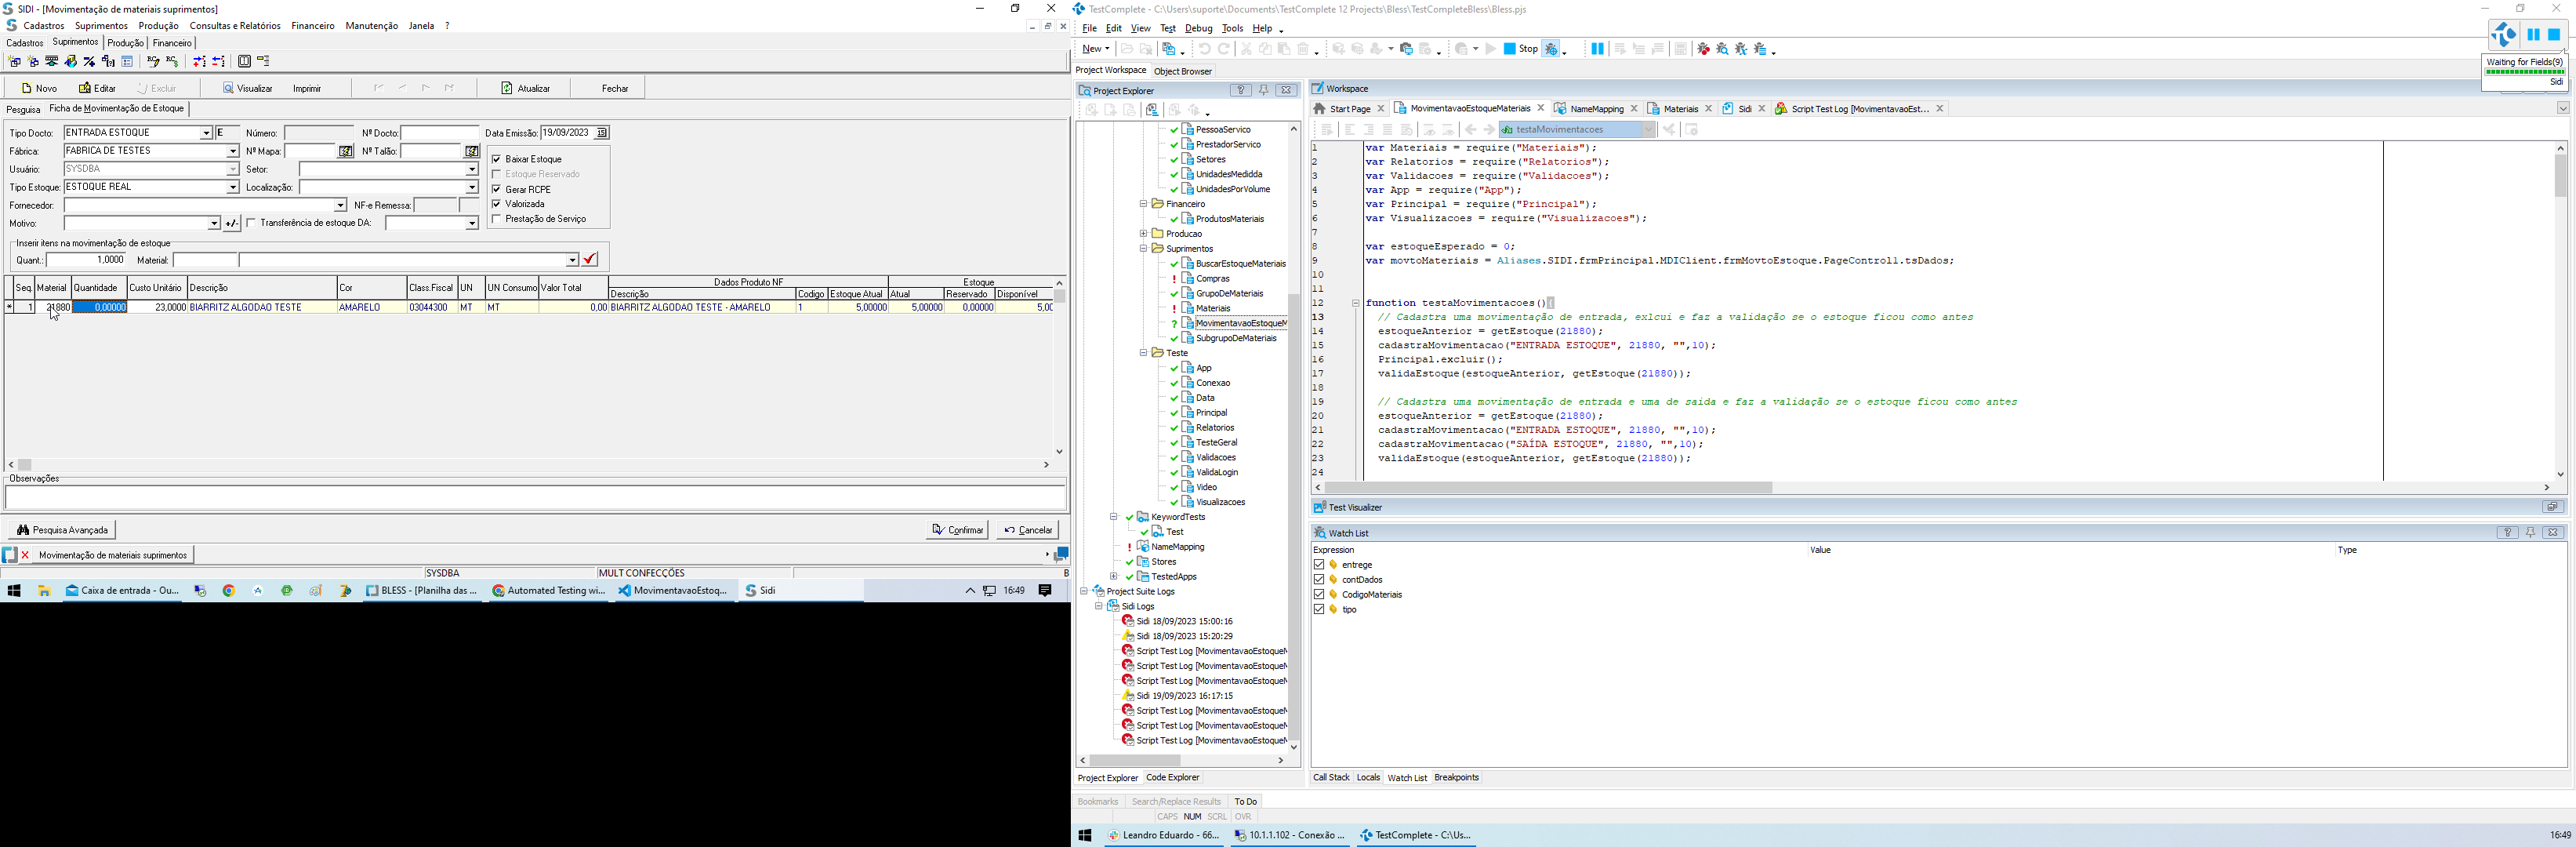 SIDI - [Movimentação de materiais suprimentos]
Cadastros Suprimentos Produção Consultas e Relatórios Financeiro Manutenção Janela ?
Cadastros Suprimentos Produção Financeiro
Novo Editar Excluir Visualizar Imprimir Atualizar Fechar
Pesquisa Ficha de Movimentação de Estoque
Tipo Docto: ENTRADA ESTOQUE E Número: Nº Docto: Data Emissão: 19/09/2023 15
Fábrica: FABRICA DE TESTES Nº Mapa: Nº Talão:
Baixar Estoque
Usuário: SYSDBA Setor:
Estoque Reservado
Tipo Estoque: ESTOQUE REAL Localização:
Gerar RCPE
Fornecedor: NF-e Remessa:
Valorizada
Motivo: +/- Transferência de estoque DA:
Prestação de Serviço
Inserir itens na movimentação de estoque
Quant.: 1,0000 Material:
Seq. Material Quantidade Custo Unitário Descrição Cor Class.Fiscal UN UN Consumo Valor Total Dados Produto NF Estoque
Descrição Codigo Estoque Atual Atual Reservado Disponível
* 1 21880 0,00000 23,0000 BIARRITZ ALGODAO TESTE AMARELO 03044300 MT MT 0,00 BIARRITZ ALGODAO TESTE - AMARELO 1 5,00000 5,00000 0,00000 5,00
Observações
Pesquisa Avançada Confirmar Cancelar
Movimentação de materiais suprimentos
SYSDBA MULT CONFECÇÕES B
Caixa de entrada - Ou... BLESS - [Planilha das ... Automated Testing wi... MovimentavaoEstoq... Sidi 16:49
TestComplete - C:\Users\suporte\Documents\TestComplete 12 Projects\Bless\TestCompleteBless\Bless.pjs
File Edit View Test Debug Tools Help
New Stop
Waiting for Fields(9)
Sidi
Project Workspace Object Browser
Project Explorer
PessoaServico
PrestadorServico
Setores
UnidadesMedidda
UnidadesPorVolume
Financeiro
ProdutosMateriais
Producao
Suprimentos
BuscarEstoqueMateriais
Compras
GrupoDeMateriais
Materiais
MovimentavaoEstoqueM
SubgrupoDeMateriais
Teste
App
Conexao
Data
Principal
Relatorios
TesteGeral
Validacoes
ValidaLogin
Video
Visualizacoes
KeywordTests
Test
NameMapping
Stores
TestedApps
Project Suite Logs
Sidi Logs
Sidi 18/09/2023 15:00:16
Sidi 18/09/2023 15:20:29
Script Test Log [MovimentavaoEstoqueM
Script Test Log [MovimentavaoEstoqueM
Script Test Log [MovimentavaoEstoqueM
Sidi 19/09/2023 16:17:15
Script Test Log [MovimentavaoEstoqueM
Script Test Log [MovimentavaoEstoqueM
Script Test Log [MovimentavaoEstoqueM
Project Explorer Code Explorer
Workspace
Start Page MovimentavaoEstoqueMateriais NameMapping Materiais Sidi Script Test Log [MovimentavaoEst...
testaMovimentacoes
1 var Materiais = require("Materiais");
2 var Relatorios = require("Relatorios");
3 var Validacoes = require("Validacoes");
4 var App = require("App");
5 var Principal = require("Principal");
6 var Visualizacoes = require("Visualizacoes");
7
8 var estoqueEsperado = 0;
9 var movtoMateriais = Aliases.SIDI.frmPrincipal.MDIClient.frmMovtoEstoque.PageControl1.tsDados;
10
11
12 function testaMovimentacoes(){
13 // Cadastra uma movimentação de entrada, exlcui e faz a validação se o estoque ficou como antes
14 estoqueAnterior = getEstoque(21880);
15 cadastraMovimentacao("ENTRADA ESTOQUE", 21880, "",10);
16 Principal.excluir();
17 validaEstoque(estoqueAnterior, getEstoque(21880));
18
19 // Cadastra uma movimentação de entrada e uma de saida e faz a validação se o estoque ficou como antes
20 estoqueAnterior = getEstoque(21880);
21 cadastraMovimentacao("ENTRADA ESTOQUE", 21880, "",10);
22 cadastraMovimentacao("SAÍDA ESTOQUE", 21880, "",10);
23 validaEstoque(estoqueAnterior, getEstoque(21880));
24
Test Visualizer
Watch List
Expression Value Type
entrege
contDados
CodigoMateriais
tipo
Call Stack Locals Watch List Breakpoints
Bookmarks Search/Replace Results To Do
CAPS NUM SCRL OVR
Leandro Eduardo - 66... 10.1.1.102 - Conexão ... TestComplete - C:\Us... 16:49